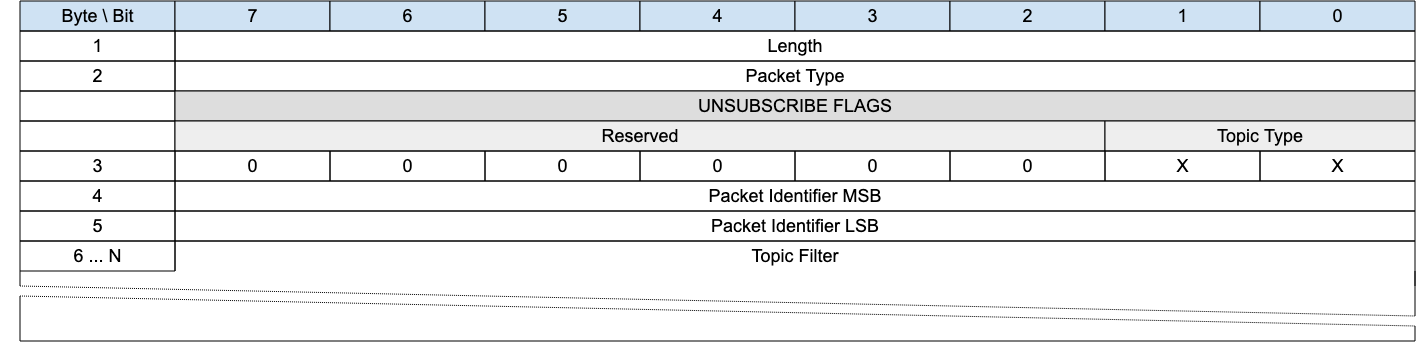 Byte \ Bit 7 6 5 4 3 2 1 0
1 Length
2 Packet Type
UNSUBSCRIBE FLAGS
Reserved Topic Type
3 0 0 0 0 0 0 X X
4 Packet Identifier MSB
5 Packet Identifier LSB
6 ... N Topic Filter